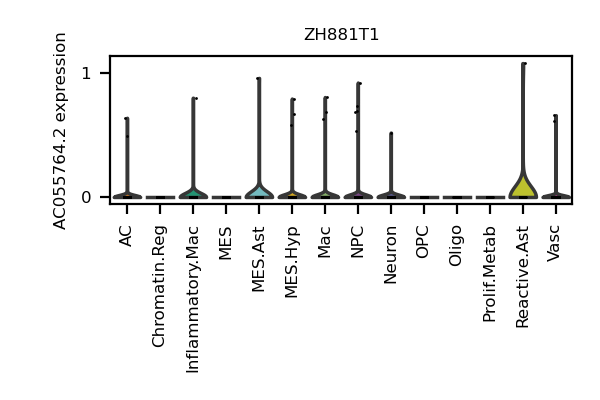 ZH881T1
AC055764.2 expression
1
0
AC
Chromatin.Reg
Inflammatory.Mac
MES
MES.Ast
MES.Hyp
Mac
NPC
Neuron
OPC
Oligo
Prolif.Metab
Reactive.Ast
Vasc